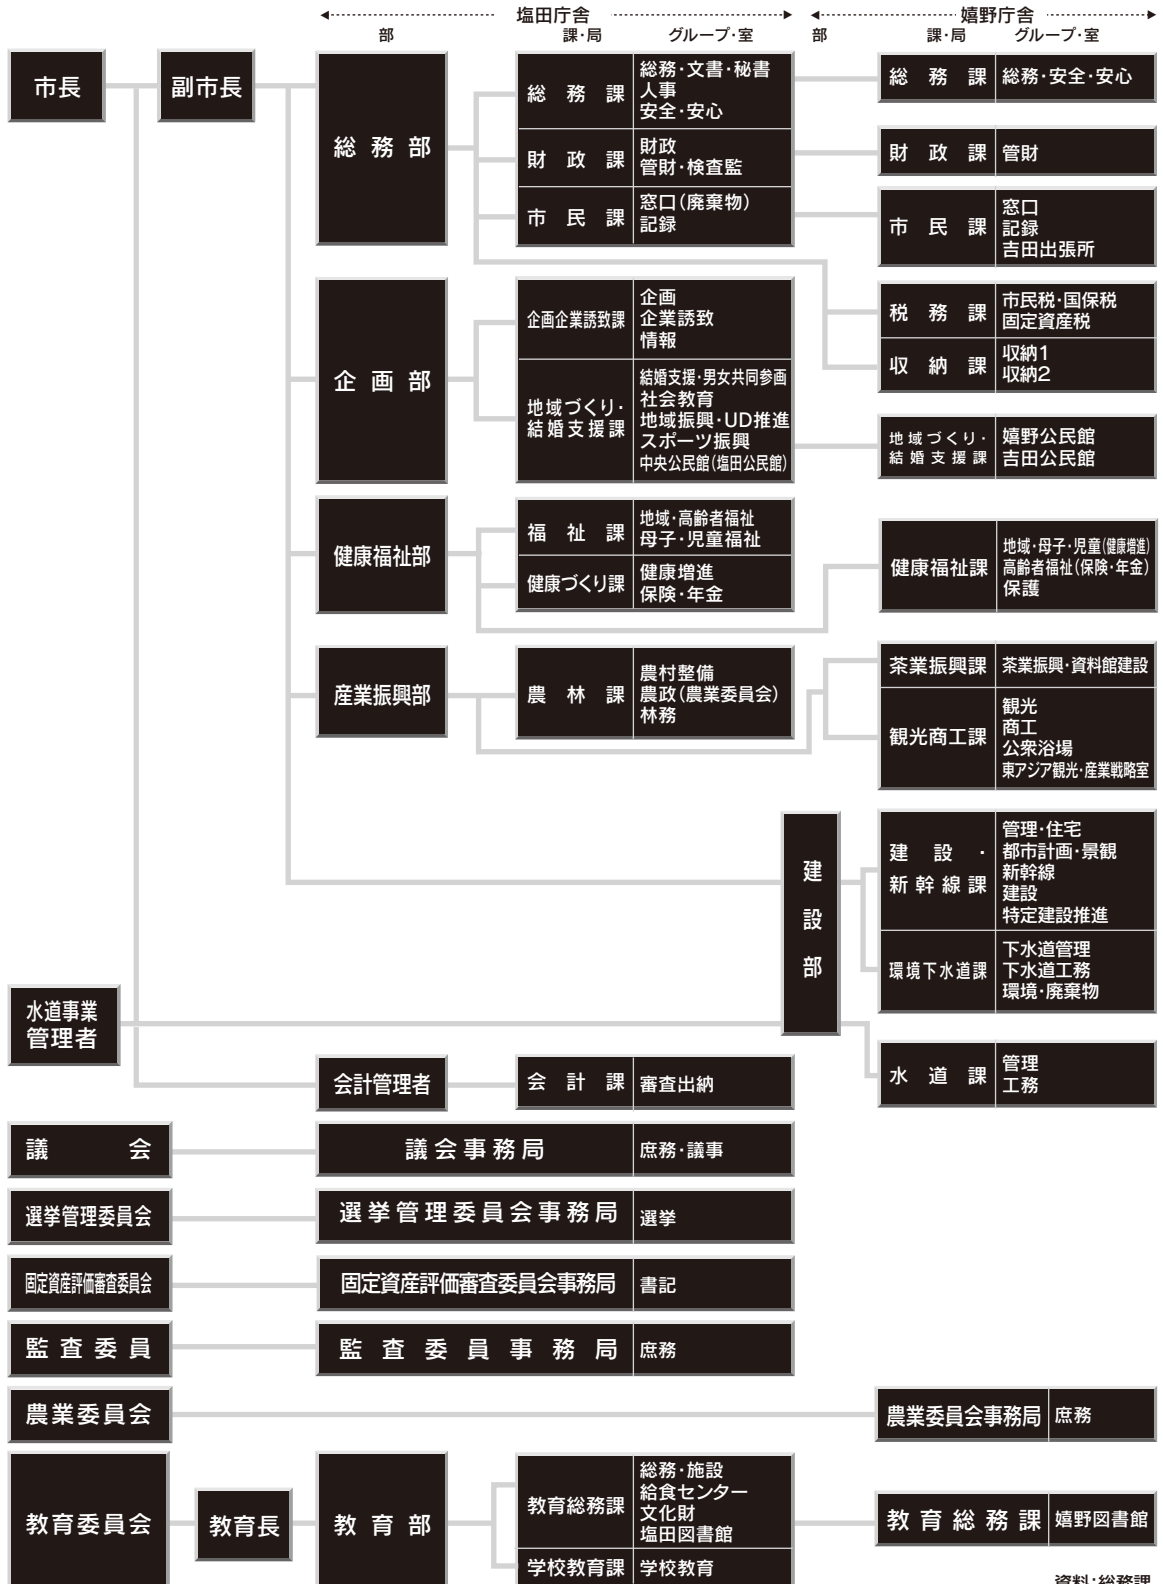 塩田庁舎
嬉野庁舎
部
課・局
グループ・室
部
課・局
グループ・室
市長
副市長
総務部
総務課
総務・文書・秘書
人事
安全・安心
総務課
総務・安全・安心
財政課
財政
管財・検査監
財政課
管財
市民課
窓口(廃棄物)
記録
市民課
窓口
記録
吉田出張所
税務課
市民税・国保税
固定資産税
収納課
収納1
収納2
企画部
企画企業誘致課
企画
企業誘致
情報
地域づくり・
結婚支援課
結婚支援・男女共同参画
社会教育
地域振興・UD推進
スポーツ振興
中央公民館(塩田公民館)
地域づくり・
結婚支援課
嬉野公民館
吉田公民館
健康福祉部
福祉課
地域・高齢者福祉
母子・児童福祉
健康づくり課
健康増進
保険・年金
健康福祉課
地域・母子・児童(健康増進)
高齢者福祉(保険・年金)
保護
産業振興部
農林課
農村整備
農政(農業委員会)
林務
茶業振興課
茶業振興・資料館建設
観光商工課
観光
商工
公衆浴場
東アジア観光・産業戦略室
建設部
建設・
新幹線課
管理・住宅
都市計画・景観
新幹線
建設
特定建設推進
環境下水道課
下水道管理
下水道工務
環境・廃棄物
水道事業
管理者
水道課
管理
工務
会計管理者
会計課
審査出納
議会
議会事務局
庶務・議事
選挙管理委員会
選挙管理委員会事務局
選挙
固定資産評価審査委員会
固定資産評価審査委員会事務局
書記
監査委員
監査委員事務局
庶務
農業委員会
農業委員会事務局
庶務
教育委員会
教育長
教育部
教育総務課
総務・施設
給食センター
文化財
塩田図書館
教育総務課
嬉野図書館
学校教育課
学校教育
資料:総務課